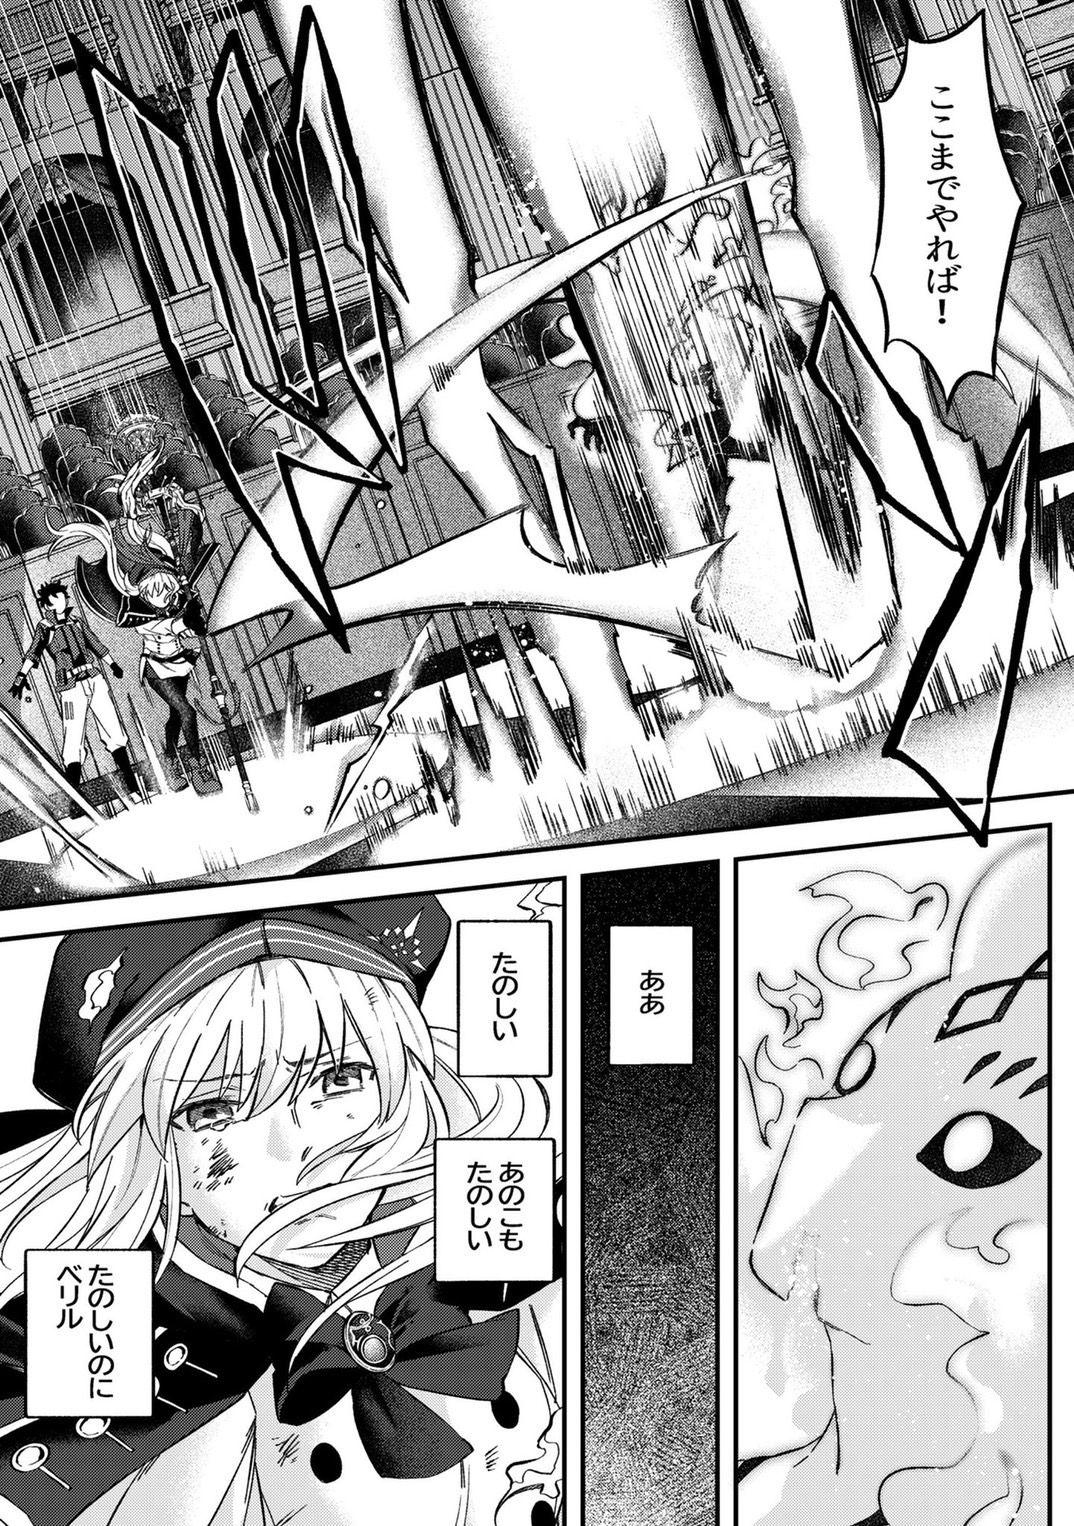 ここまでやれば！
ああ
たのしい
あのこも
たのしい
たのしいのに
ベリル